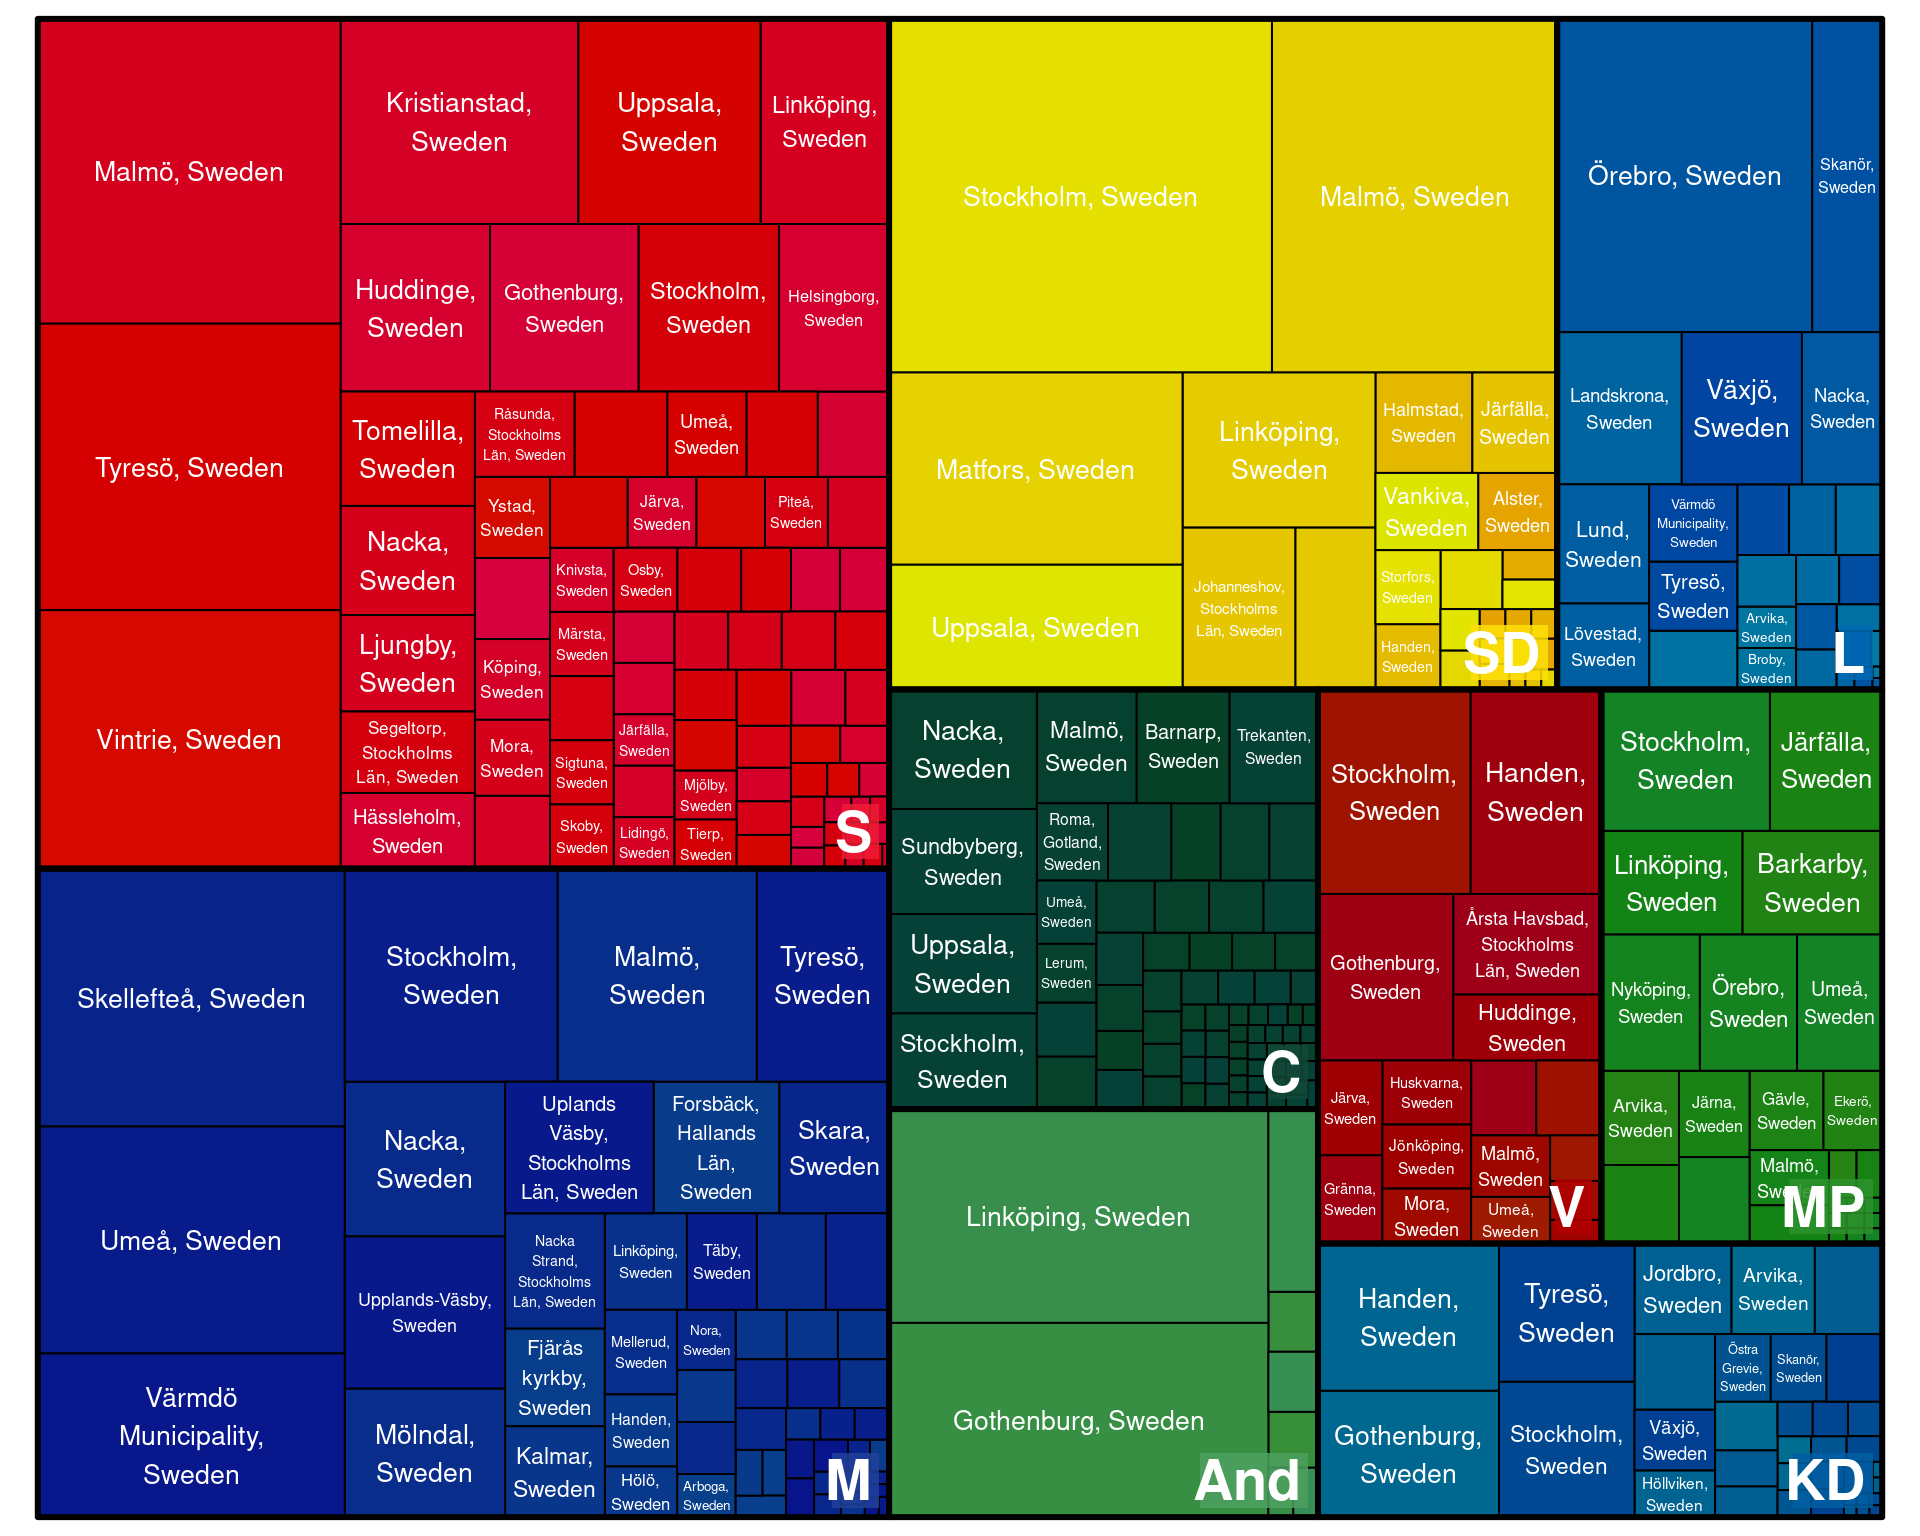 Malmö, Sweden
Tyresö, Sweden
Vintrie, Sweden
Kristianstad,
Sweden
Uppsala,
Sweden
Linköping,
Sweden
Huddinge,
Sweden
Gothenburg,
Sweden
Stockholm,
Sweden
Helsingborg,
Sweden
Tomelilla,
Sweden
Nacka,
Sweden
Ljungby,
Sweden
Segeltorp,
Stockholms
Län, Sweden
Hässleholm,
Sweden
Råsunda,
Stockholms
Län, Sweden
Umeå,
Sweden
Ystad,
Sweden
Järva,
Sweden
Piteå,
Sweden
Köping,
Sweden
Mora,
Sweden
Knivsta,
Sweden
Osby,
Sweden
Märsta,
Sweden
Sigtuna,
Sweden
Skoby,
Sweden
Järfälla,
Sweden
Lidingö,
Sweden
Mjölby,
Sweden
Tierp,
Sweden
S
Skellefteå, Sweden
Umeå, Sweden
Värmdö
Municipality,
Sweden
Stockholm,
Sweden
Malmö,
Sweden
Tyresö,
Sweden
Nacka,
Sweden
Upplands-Väsby,
Sweden
Mölndal,
Sweden
Uplands
Väsby,
Stockholms
Län, Sweden
Forsbäck,
Hallands
Län,
Sweden
Skara,
Sweden
Nacka
Strand,
Stockholms
Län, Sweden
Fjärås
kyrkby,
Sweden
Kalmar,
Sweden
Linköping,
Sweden
Täby,
Sweden
Mellerud,
Sweden
Handen,
Sweden
Hölö,
Sweden
Nora,
Sweden
Arboga,
Sweden
M
Stockholm, Sweden
Malmö, Sweden
Matfors, Sweden
Uppsala, Sweden
Linköping,
Sweden
Johanneshov,
Stockholms
Län, Sweden
Halmstad,
Sweden
Järfälla,
Sweden
Vankiva,
Sweden
Alster,
Sweden
Storfors,
Sweden
Handen,
Sweden
SD
Örebro, Sweden
Skanör,
Sweden
Landskrona,
Sweden
Växjö,
Sweden
Nacka,
Sweden
Lund,
Sweden
Lövestad,
Sweden
Värmdö
Municipality,
Sweden
Tyresö,
Sweden
Arvika,
Sweden
Broby,
Sweden
L
Nacka,
Sweden
Sundbyberg,
Sweden
Uppsala,
Sweden
Stockholm,
Sweden
Malmö,
Sweden
Barnarp,
Sweden
Trekanten,
Sweden
Roma,
Gotland,
Sweden
Umeå,
Sweden
Lerum,
Sweden
C
Linköping, Sweden
Gothenburg, Sweden
And
Stockholm,
Sweden
Handen,
Sweden
Gothenburg,
Sweden
Årsta Havsbad,
Stockholms
Län, Sweden
Huddinge,
Sweden
Järva,
Sweden
Gränna,
Sweden
Huskvarna,
Sweden
Jönköping,
Sweden
Mora,
Sweden
Malmö,
Sweden
Umeå,
Sweden
V
Stockholm,
Sweden
Järfälla,
Sweden
Linköping,
Sweden
Barkarby,
Sweden
Nyköping,
Sweden
Örebro,
Sweden
Umeå,
Sweden
Arvika,
Sweden
Järna,
Sweden
Gävle,
Sweden
Ekerö,
Sweden
Malmö,
Sweden
MP
Handen,
Sweden
Gothenburg,
Sweden
Tyresö,
Sweden
Stockholm,
Sweden
Jordbro,
Sweden
Arvika,
Sweden
Östra
Grevie,
Sweden
Skanör,
Sweden
Växjö,
Sweden
Höllviken,
Sweden
KD